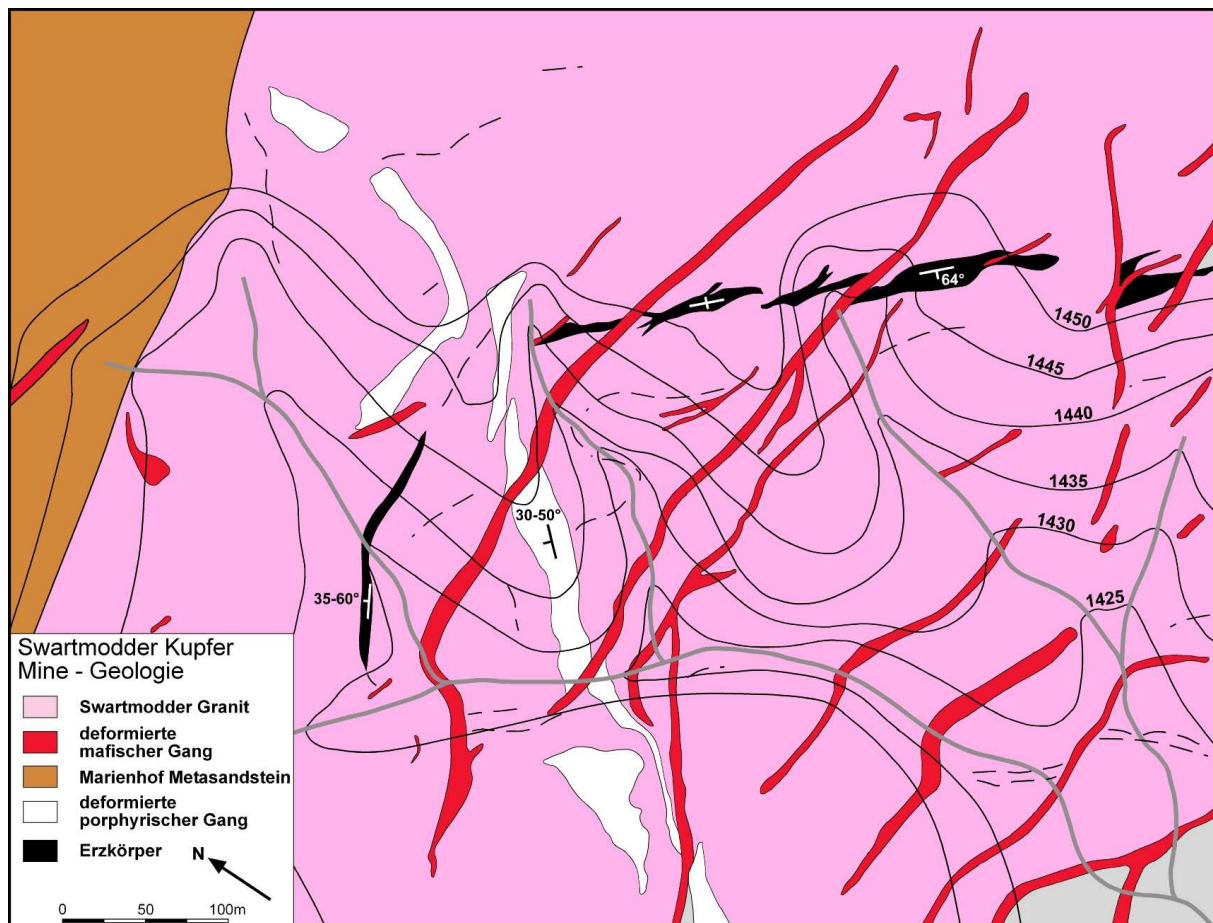 64°
1450
1445
1440
1435
1430
1425
30-50°
35-60°
Swartmodder Kupfer
Mine - Geologie
Swartmodder Granit
deformierte
mafischer Gang
Marienhof Metasandstein
deformierte
porphyrischer Gang
Erzkörper
N
0 50 100m